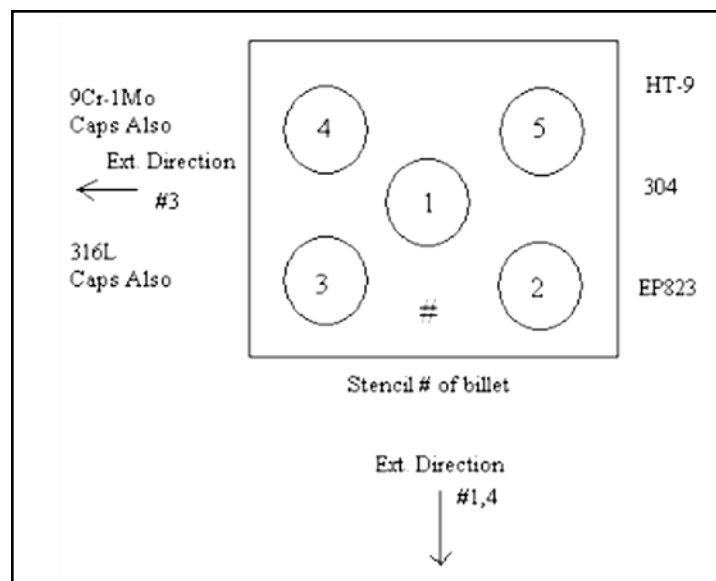 9Cr-1Mo
Caps Also
HT-9
4
5
Ext. Direction
#3
1
304
316L
Caps Also
3
2
EP823
#
Stencil # of billet
Ext. Direction
#1,4